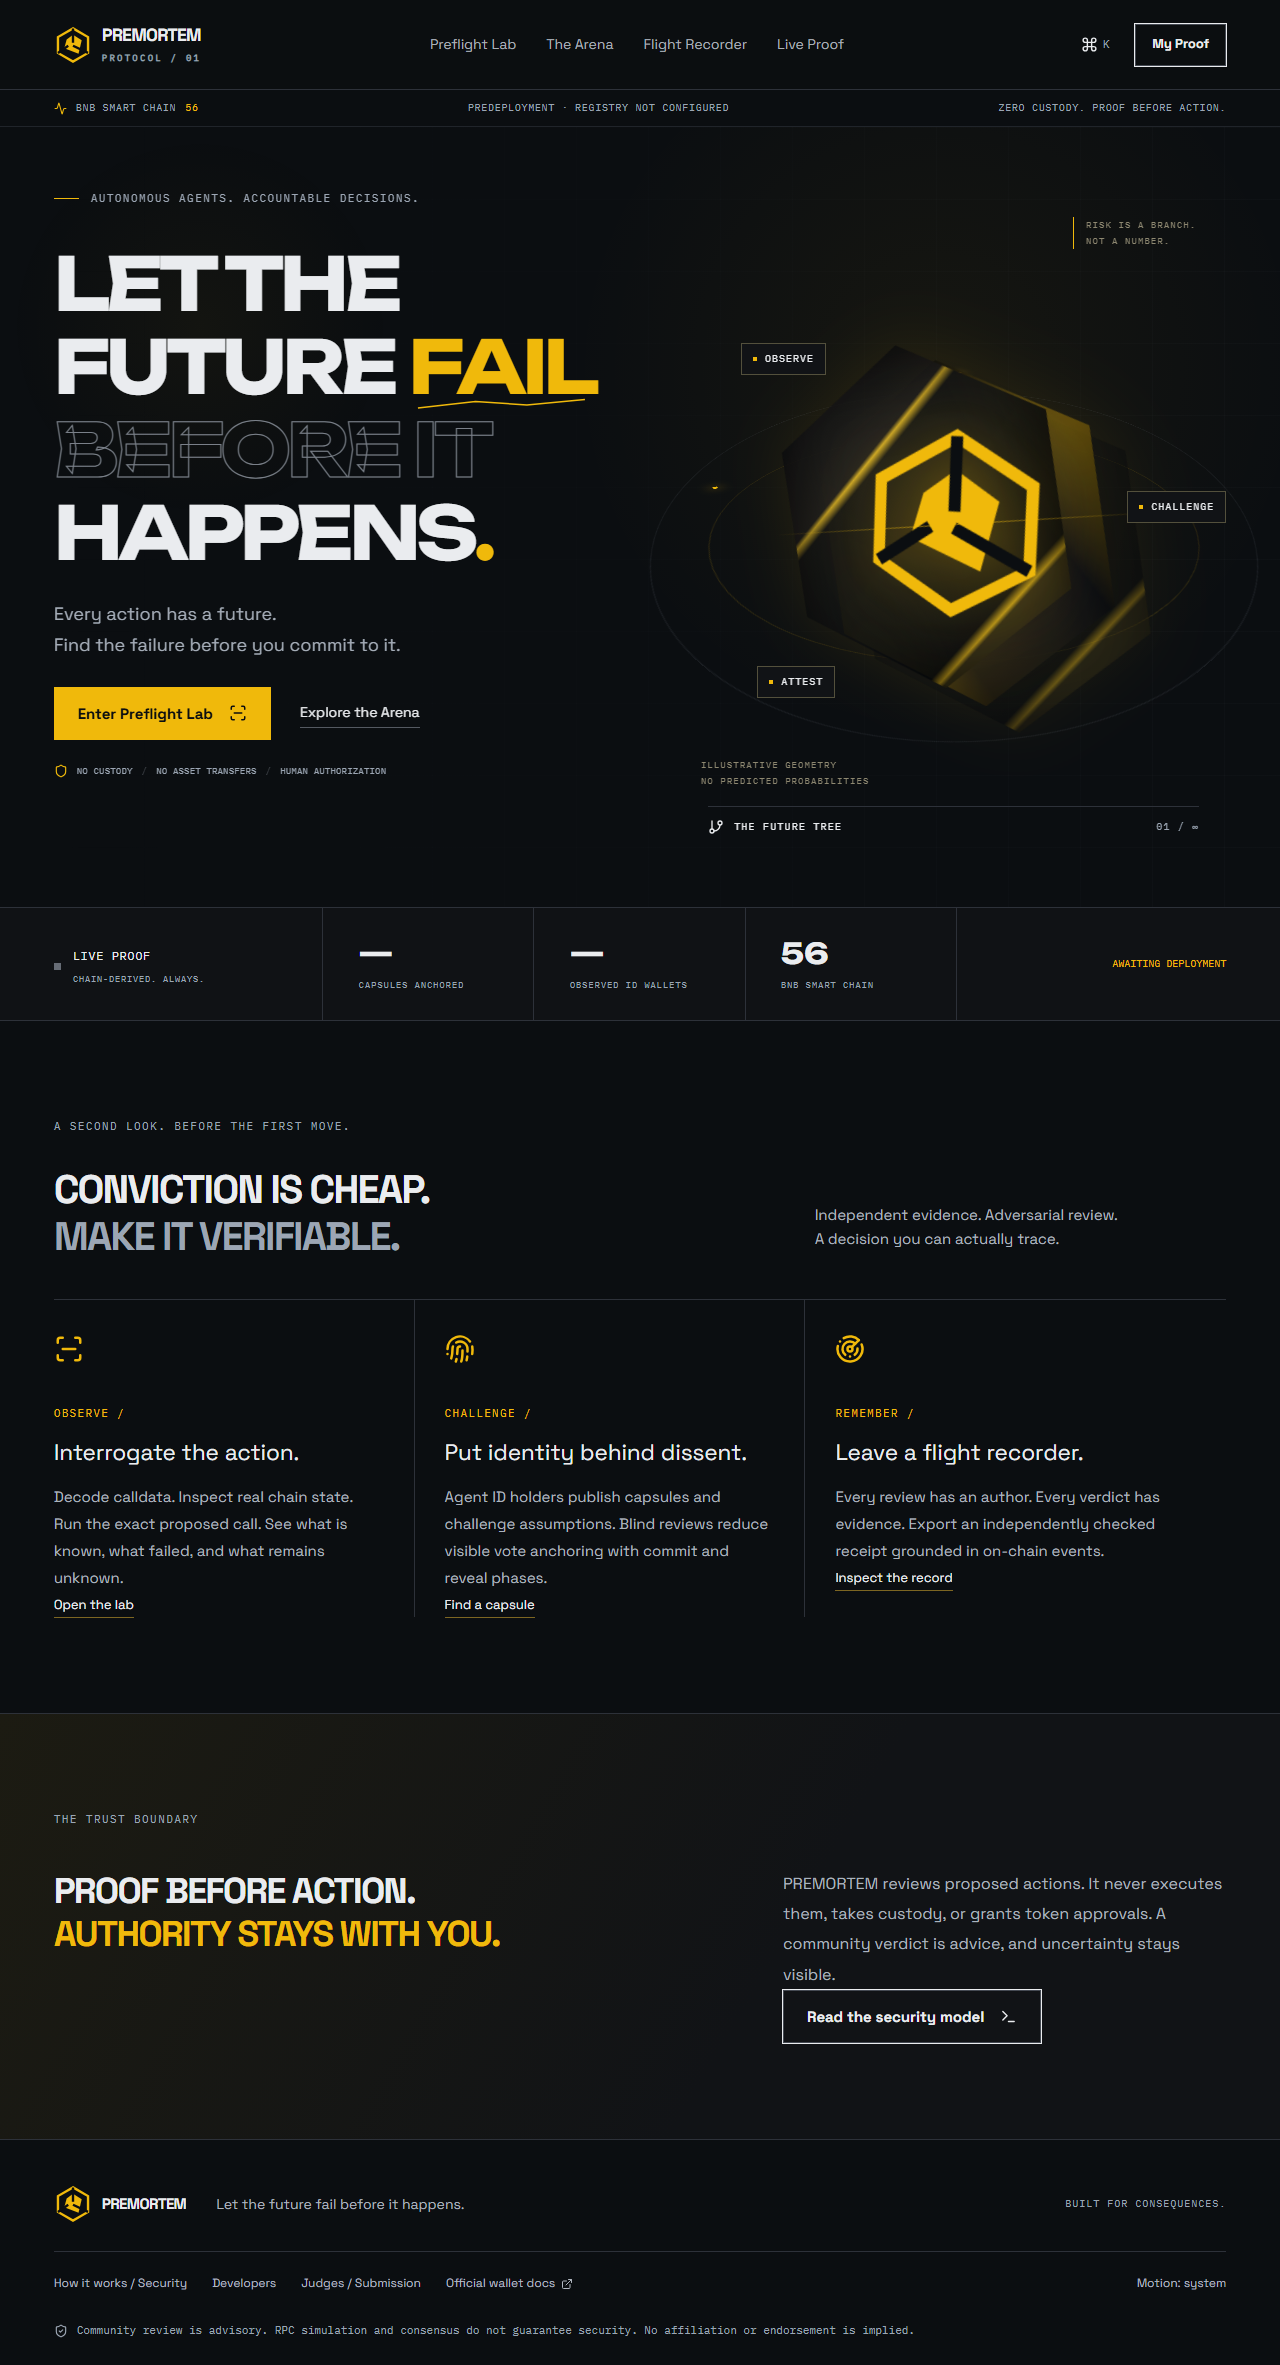 PREMORTEM
PROTOCOL / 01
Preflight Lab
The Arena
Flight Recorder
Live Proof
⌘ K
My Proof
BNB SMART CHAIN 56
PREDEPLOYMENT · REGISTRY NOT CONFIGURED
ZERO CUSTODY. PROOF BEFORE ACTION.
AUTONOMOUS AGENTS. ACCOUNTABLE DECISIONS.
LET THE
FUTURE FAIL
BEFORE IT
HAPPENS.
Every action has a future.
Find the failure before you commit to it.
Enter Preflight Lab
Explore the Arena
NO CUSTODY / NO ASSET TRANSFERS / HUMAN AUTHORIZATION
RISK IS A BRANCH.
NOT A NUMBER.
OBSERVE
CHALLENGE
ATTEST
ILLUSTRATIVE GEOMETRY
NO PREDICTED PROBABILITIES
THE FUTURE TREE
01 / ∞
LIVE PROOF
CHAIN-DERIVED. ALWAYS.
—
CAPSULES ANCHORED
—
OBSERVED ID WALLETS
56
BNB SMART CHAIN
AWAITING DEPLOYMENT
A SECOND LOOK. BEFORE THE FIRST MOVE.
CONVICTION IS CHEAP.
MAKE IT VERIFIABLE.
Independent evidence. Adversarial review.
A decision you can actually trace.
OBSERVE /
Interrogate the action.
Decode calldata. Inspect real chain state.
Run the exact proposed call. See what is
known, what failed, and what remains
unknown.
Open the lab
CHALLENGE /
Put identity behind dissent.
Agent ID holders publish capsules and
challenge assumptions. Blind reviews reduce
visible vote anchoring with commit and
reveal phases.
Find a capsule
REMEMBER /
Leave a flight recorder.
Every review has an author. Every verdict has
evidence. Export an independently checked
receipt grounded in on-chain events.
Inspect the record
THE TRUST BOUNDARY
PROOF BEFORE ACTION.
AUTHORITY STAYS WITH YOU.
PREMORTEM reviews proposed actions. It never executes
them, takes custody, or grants token approvals. A
community verdict is advice, and uncertainty stays
visible.
Read the security model
PREMORTEM
Let the future fail before it happens.
BUILT FOR CONSEQUENCES.
How it works / Security
Developers
Judges / Submission
Official wallet docs
Motion: system
Community review is advisory. RPC simulation and consensus do not guarantee security. No affiliation or endorsement is implied.